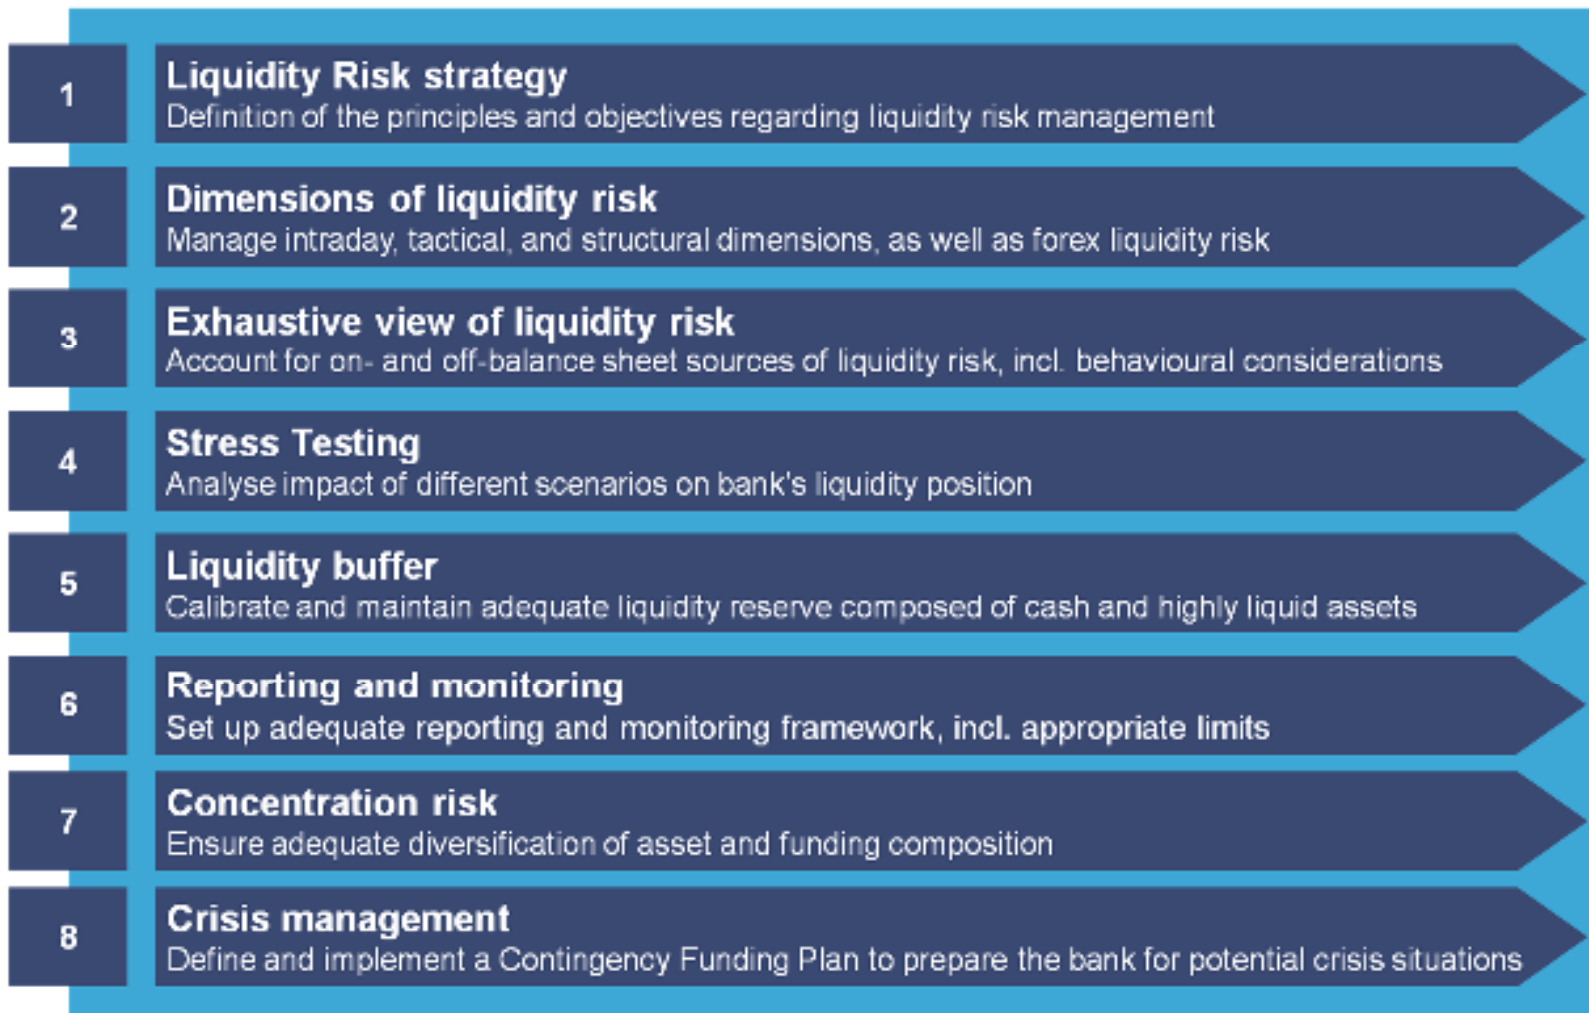 1
Liquidity Risk strategy
Definition of the principles and objectives regarding liquidity risk management
2
Dimensions of liquidity risk
Manage intraday, tactical, and structural dimensions, as well as forex liquidity risk
3
Exhaustive view of liquidity risk
Account for on- and off-balance sheet sources of liquidity risk, incl. behavioural considerations
4
Stress Testing
Analyse impact of different scenarios on bank's liquidity position
5
Liquidity buffer
Calibrate and maintain adequate liquidity reserve composed of cash and highly liquid assets
6
Reporting and monitoring
Set up adequate reporting and monitoring framework, incl. appropriate limits
7
Concentration risk
Ensure adequate diversification of asset and funding composition
8
Crisis management
Define and implement a Contingency Funding Plan to prepare the bank for potential crisis situations